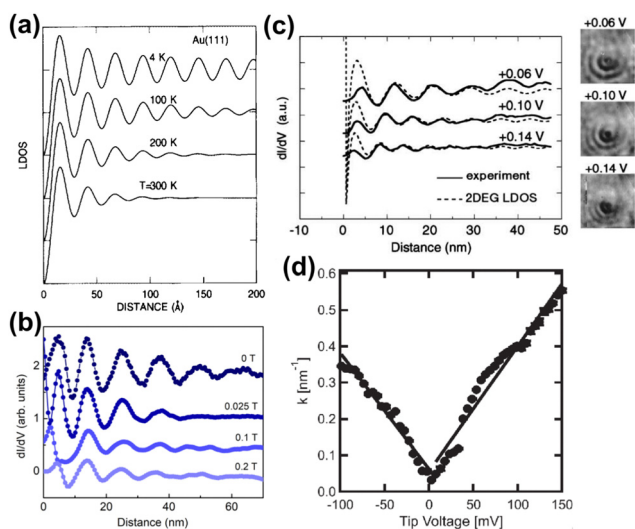 (a)
Au(111)
4 K
100 K
200 K
T=300 K
LDOS
0 50 100 150 200
DISTANCE (Å)
(b)
2
1
0
0 T
0.025 T
0.1 T
0.2 T
dI/dV (arb. units)
0 20 40 60
Distance (nm)
(c)
+0.06 V
+0.10 V
+0.14 V
experiment
2DEG LDOS
dI/dV (a.u.)
-10 0 10 20 30 40 50
Distance (nm)
+0.06 V
+0.10 V
+0.14 V
(d)
0.6
0.5
0.4
0.3
0.2
0.1
0.0
k [nm⁻¹]
-100 -50 0 50 100 150
Tip Voltage [mV]